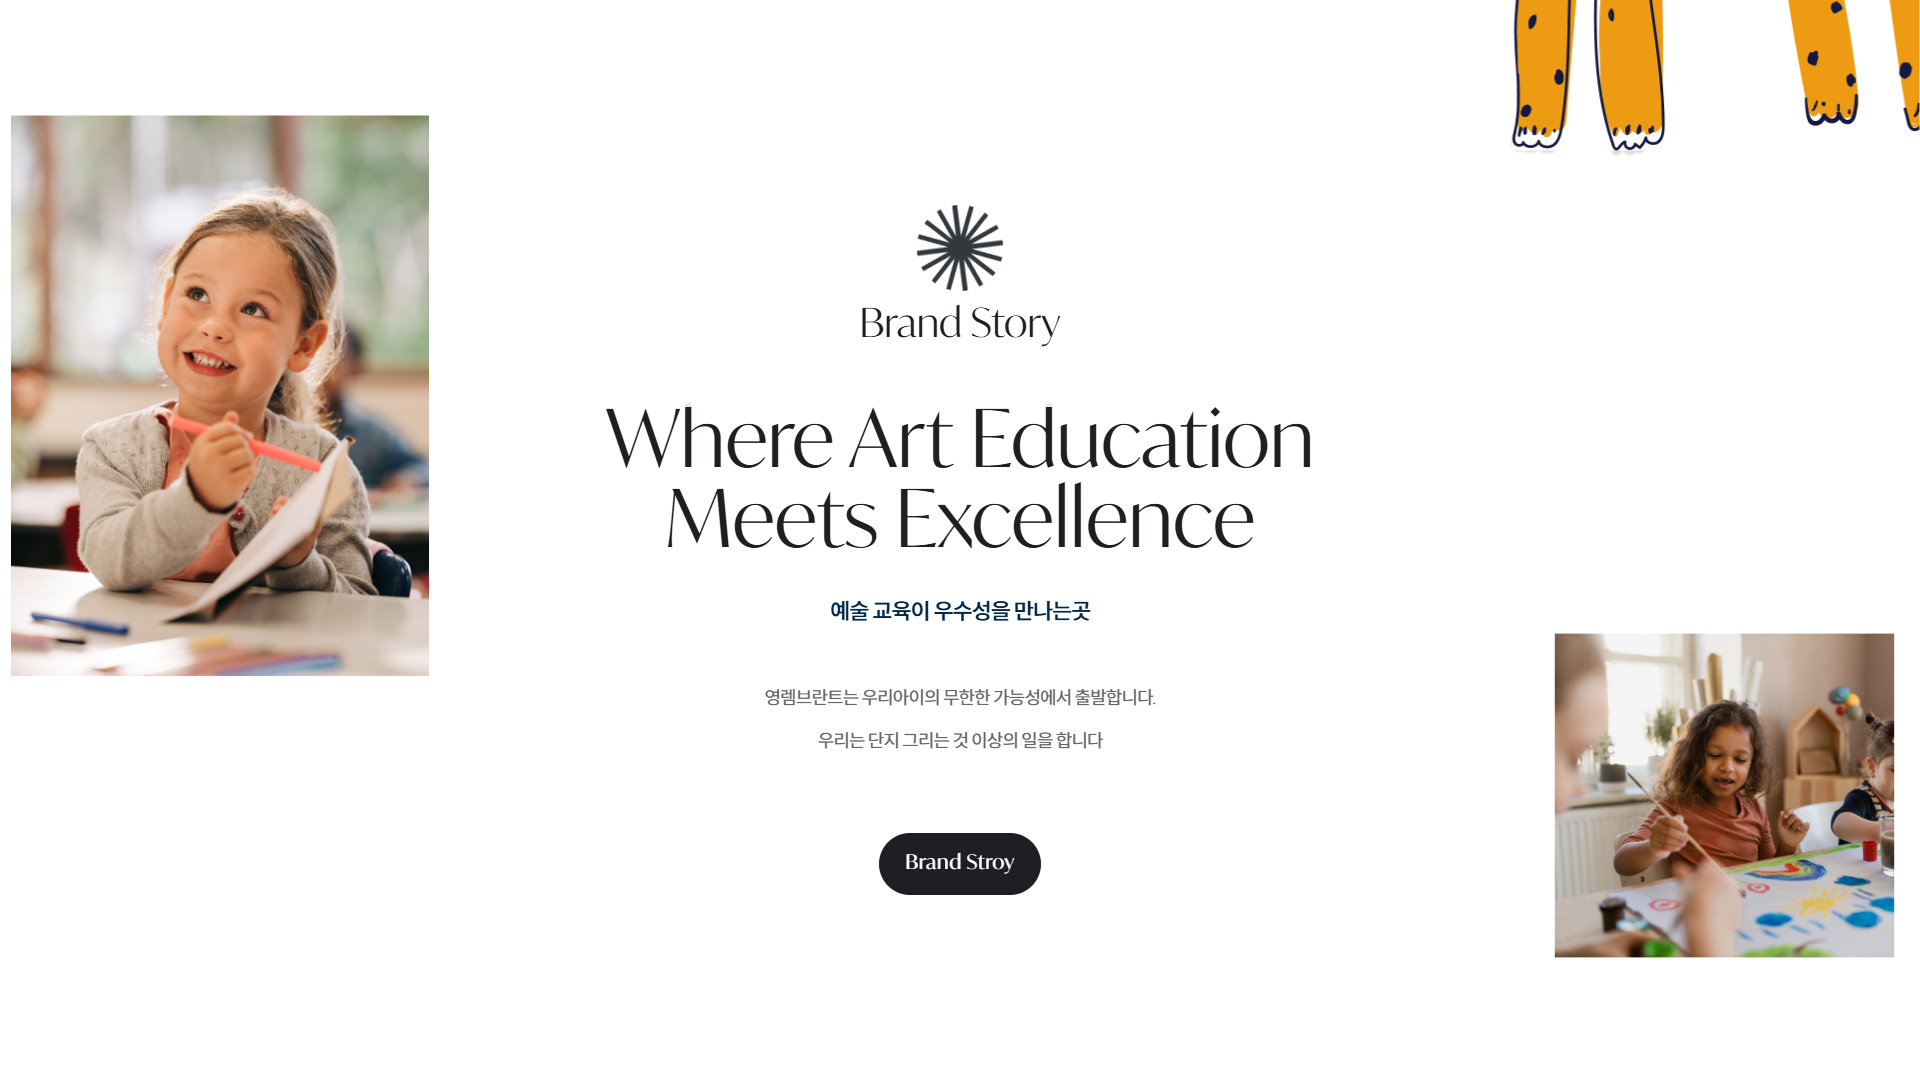 Brand Story
Where Art Education
Meets Excellence
예술 교육이 우수성을 만나는곳
영렘브란트는 우리아이의 무한한 가능성에서 출발합니다.
우리는 단지 그리는 것 이상의 일을 합니다
Brand Stroy